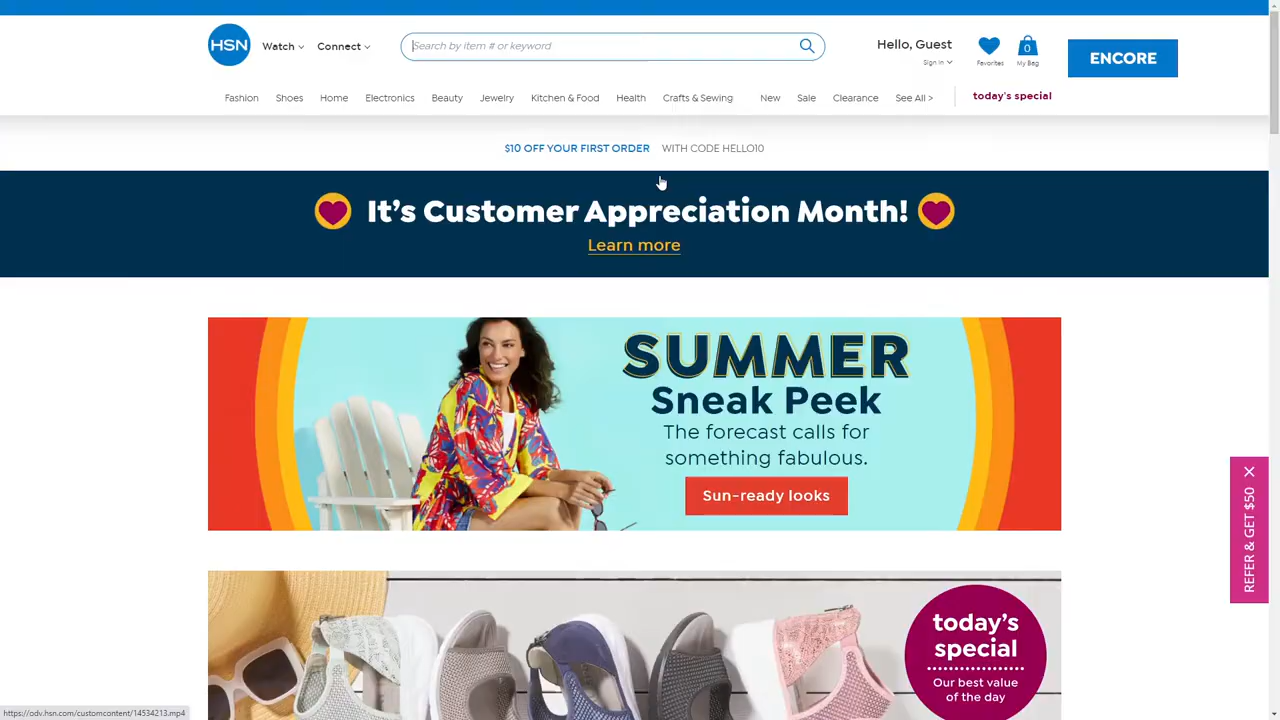 HSN
Watch
Connect
Search by item # or keyword
Hello, Guest
Sign In
Favorites
0
My Bag
ENCORE
Fashion
Shoes
Home
Electronics
Beauty
Jewelry
Kitchen & Food
Health
Crafts & Sewing
New
Sale
Clearance
See All >
today's special
$10 OFF YOUR FIRST ORDER WITH CODE HELLO10
It's Customer Appreciation Month!
Learn more
SUMMER
Sneak Peek
The forecast calls for
something fabulous.
Sun-ready looks
REFER & GET $50
today's
special
Our best value
of the day
https://odv.hsn.com/customcontent/14534213.mp4